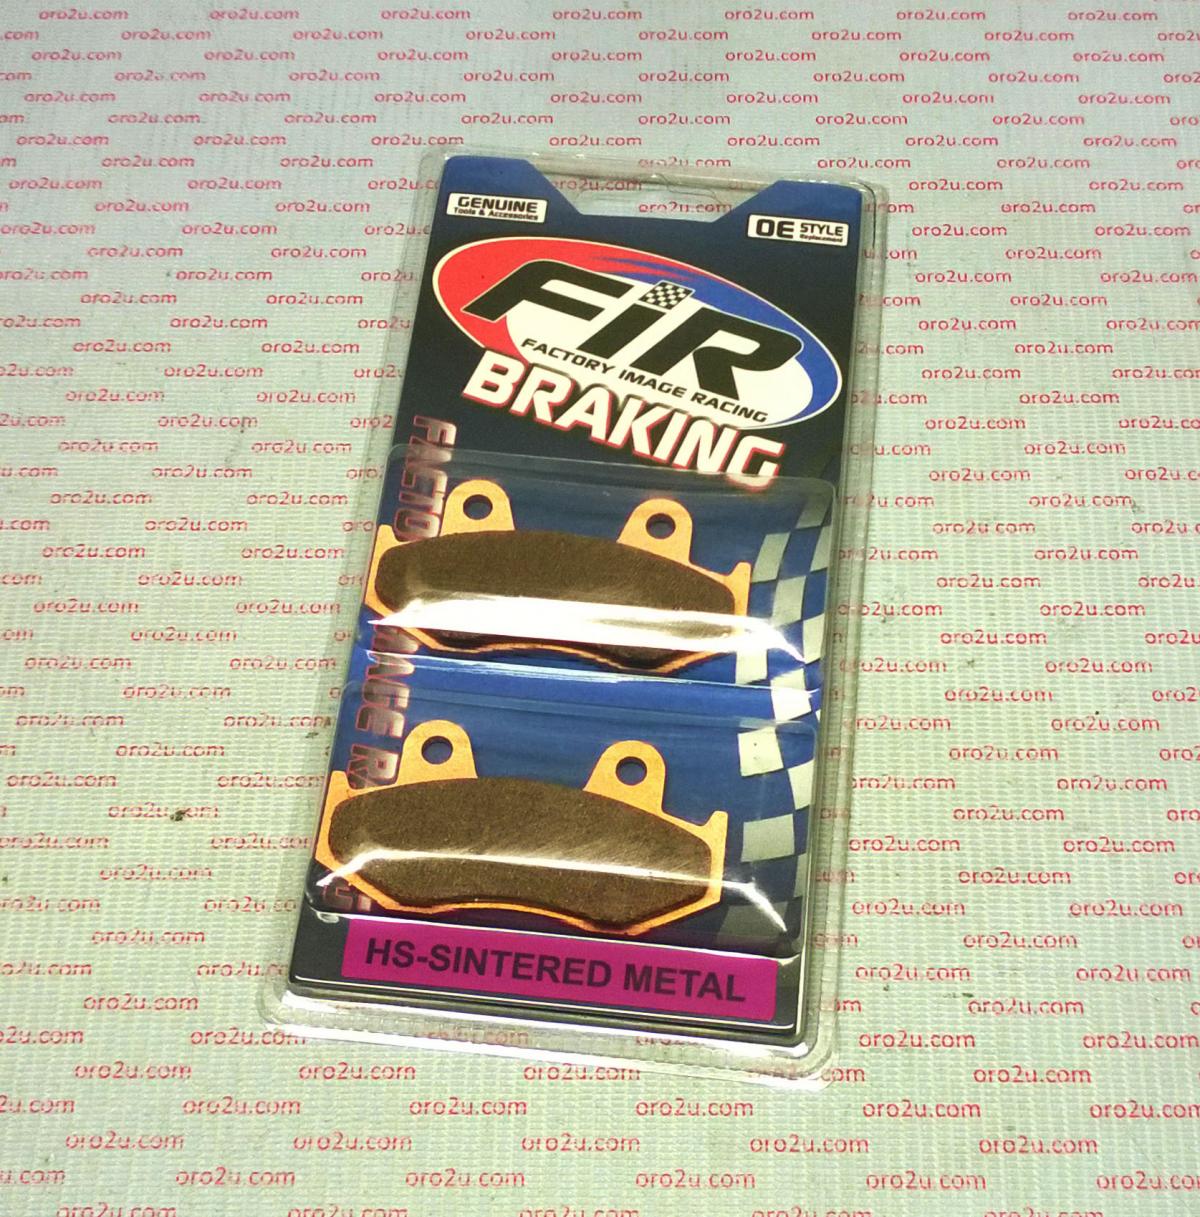 GENUINE
Tools & Accessories
OE STYLE
Replacement
FiR
FACTORY IMAGE RACING
BRAKING
HS-SINTERED METAL
oro2u.com